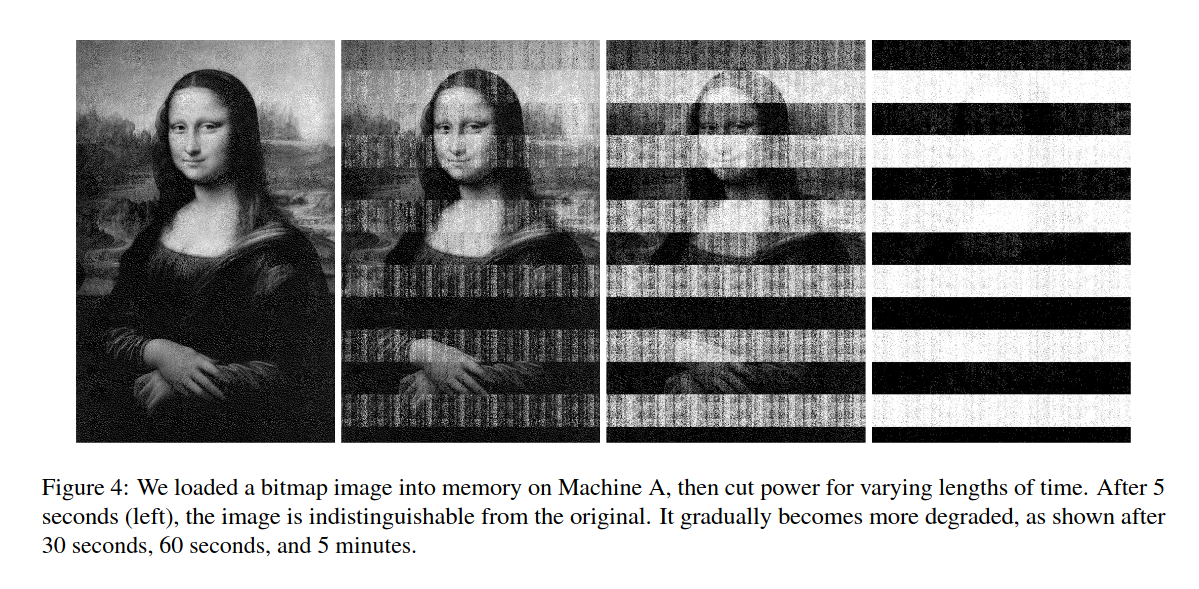 Figure 4: We loaded a bitmap image into memory on Machine A, then cut power for varying lengths of time. After 5
seconds (left), the image is indistinguishable from the original. It gradually becomes more degraded, as shown after
30 seconds, 60 seconds, and 5 minutes.